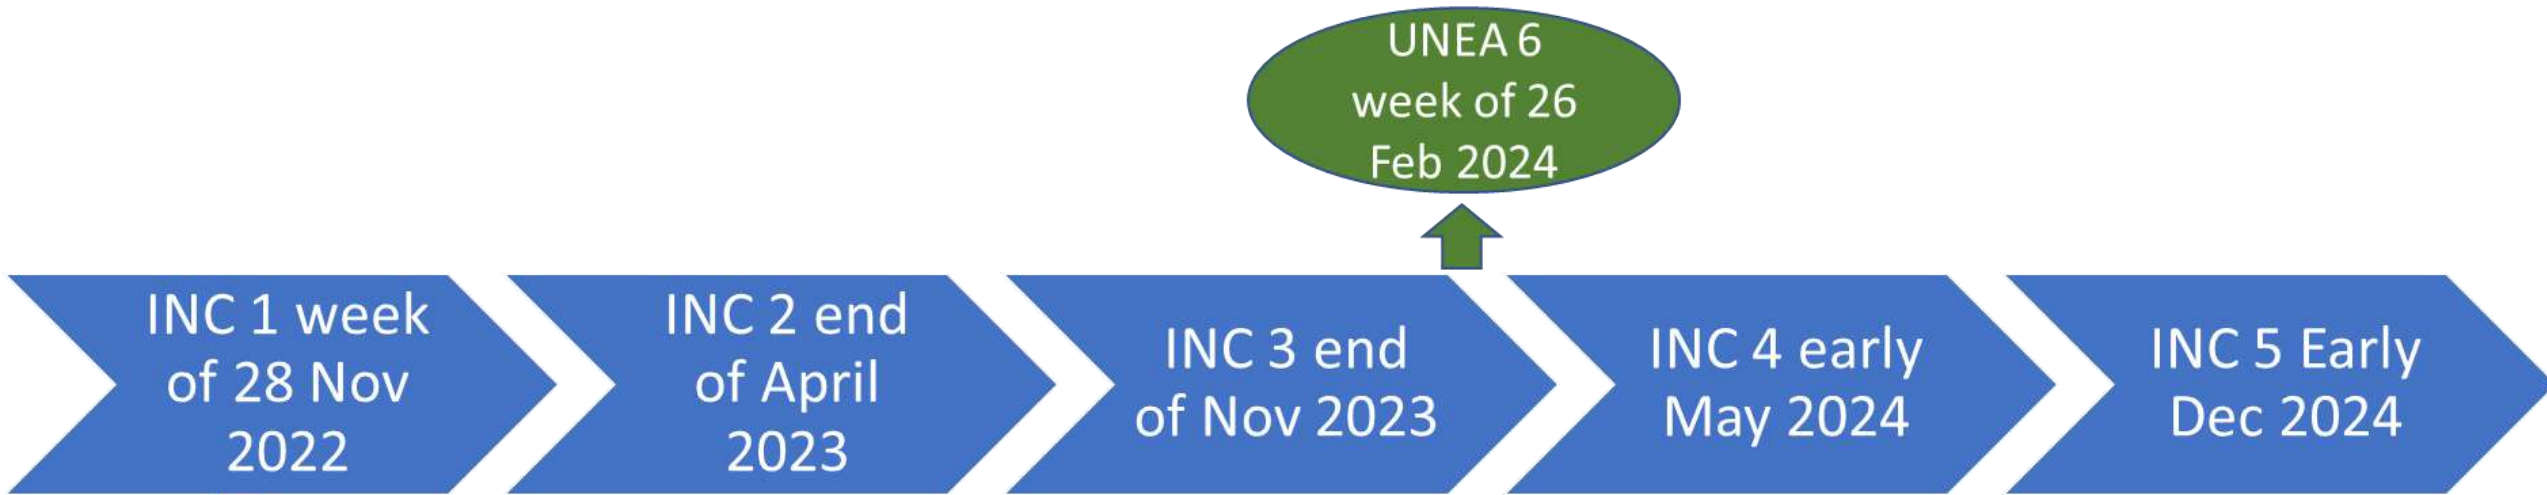 UNEA 6
week of 26
Feb 2024
INC 1 week
of 28 Nov
2022
INC 2 end
of April
2023
INC 3 end
of Nov 2023
INC 4 early
May 2024
INC 5 Early
Dec 2024